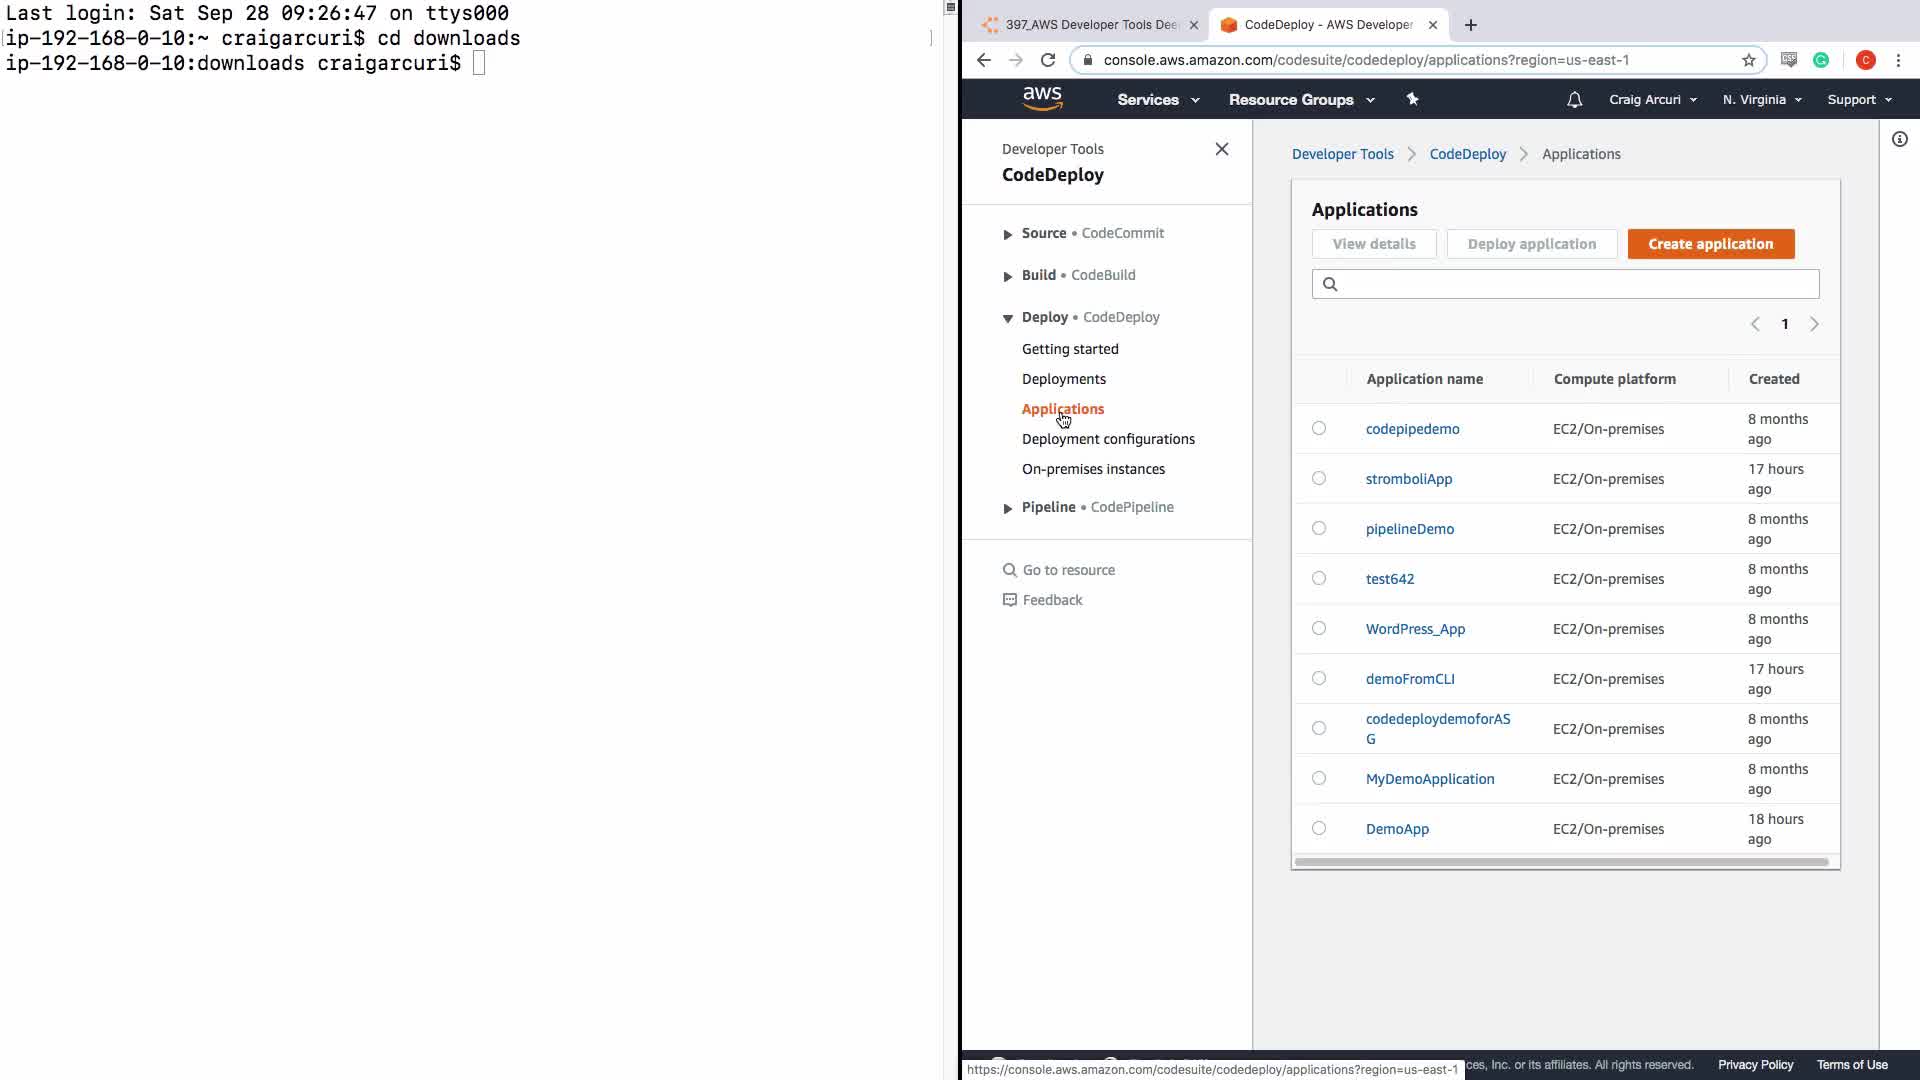 Last login: Sat Sep 28 09:26:47 on ttys000
ip-192-168-0-10:~ craigarcuri$ cd downloads
ip-192-168-0-10:downloads craigarcuri$
397_AWS Developer Tools Dee
CodeDeploy - AWS Developer
console.aws.amazon.com/codesuite/codedeploy/applications?region=us-east-1
C
aws
Services
Resource Groups
Craig Arcuri
N. Virginia
Support
Developer Tools
CodeDeploy
Source • CodeCommit
Build • CodeBuild
Deploy • CodeDeploy
Getting started
Deployments
Applications
Deployment configurations
On-premises instances
Pipeline • CodePipeline
Go to resource
Feedback
Developer Tools
CodeDeploy
Applications
Applications
View details
Deploy application
Create application
1
Application name Compute platform Created
codepipedemo EC2/On-premises 8 months
ago
stromboliApp EC2/On-premises 17 hours
ago
pipelineDemo EC2/On-premises 8 months
ago
test642 EC2/On-premises 8 months
ago
WordPress_App EC2/On-premises 8 months
ago
demoFromCLI EC2/On-premises 17 hours
ago
codedeploydemoforAS EC2/On-premises 8 months
G ago
MyDemoApplication EC2/On-premises 8 months
ago
DemoApp EC2/On-premises 18 hours
ago
https://console.aws.amazon.com/codesuite/codedeploy/applications?region=us-east-1
ces, Inc. or its affiliates. All rights reserved. Privacy Policy Terms of Use